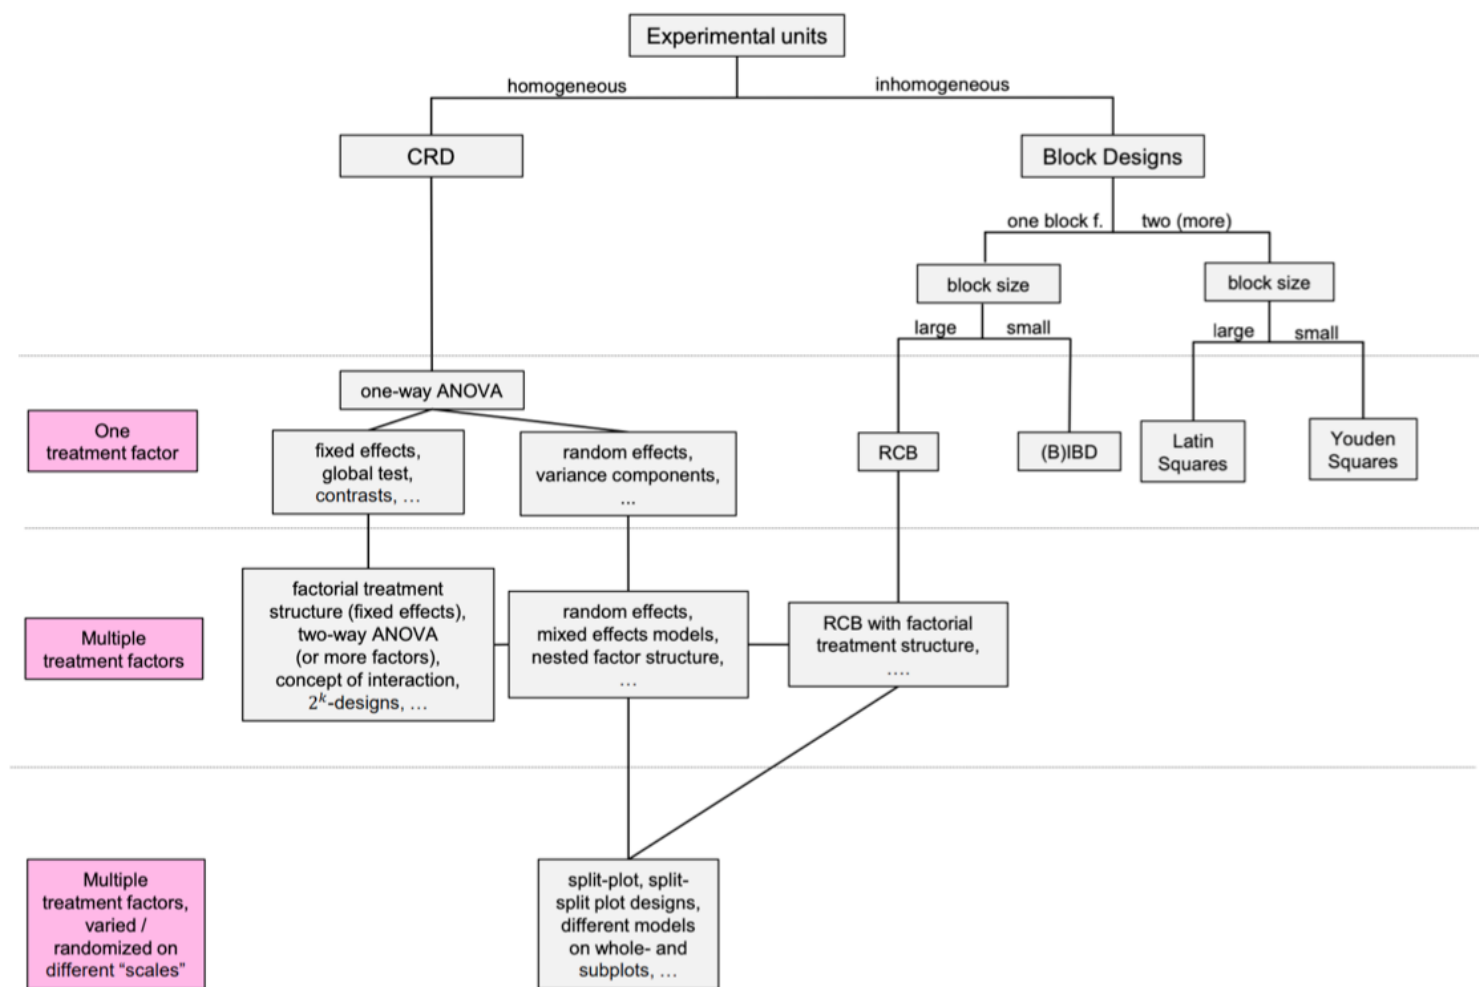 Experimental units
homogeneous
inhomogeneous
CRD
Block Designs
one block f.
two (more)
block size
block size
large
small
large
small
one-way ANOVA
One
treatment factor
fixed effects,
global test,
contrasts, …
random effects,
variance components,
...
RCB
(B)IBD
Latin
Squares
Youden
Squares
Multiple
treatment factors
factorial treatment
structure (fixed effects),
two-way ANOVA
(or more factors),
concept of interaction,
2^k-designs, …
random effects,
mixed effects models,
nested factor structure,
…
RCB with factorial
treatment structure,
….
Multiple
treatment factors,
varied /
randomized on
different “scales”
split-plot, split-
split plot designs,
different models
on whole- and
subplots, …